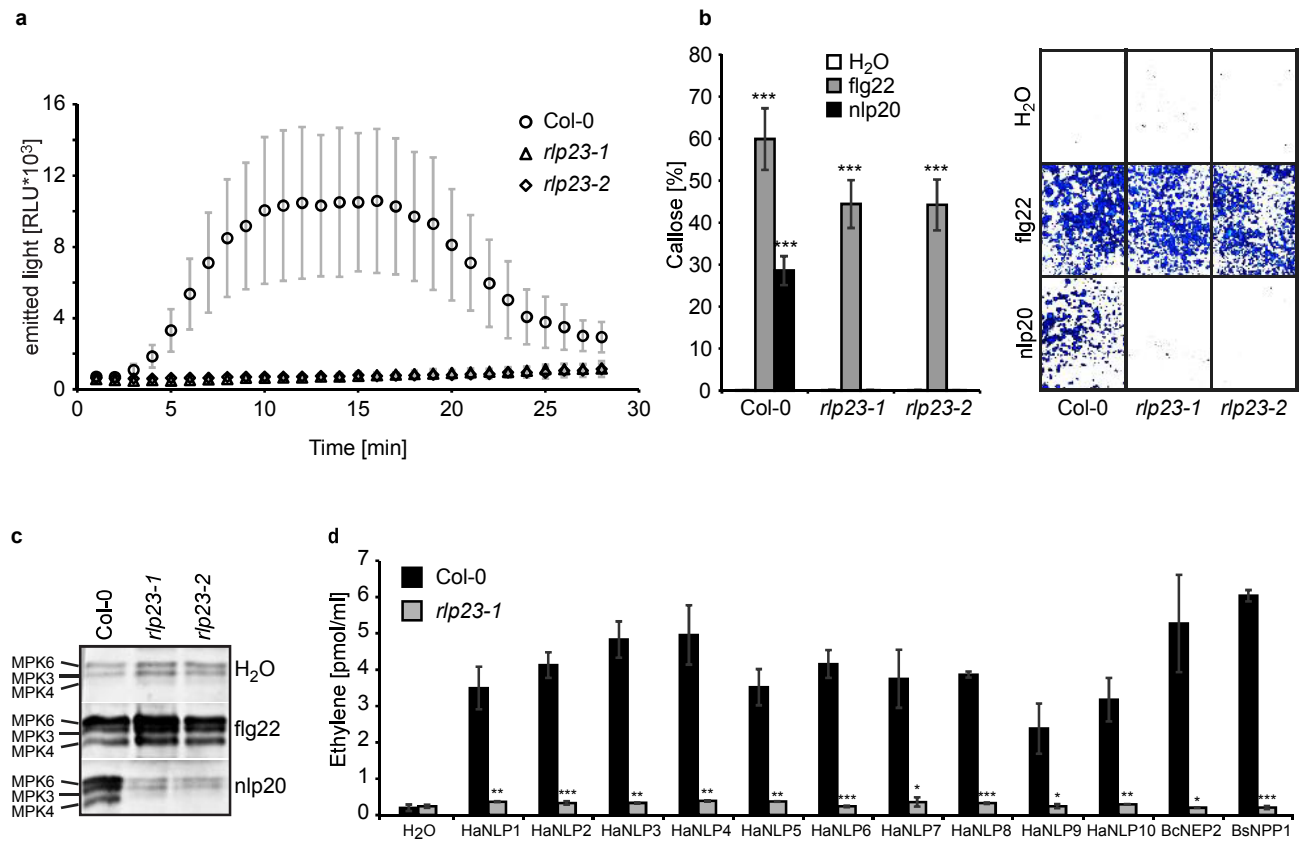 a
emitted light [RLU*10³]
16
12
8
4
0
0 5 10 15 20 25 30
Time [min]
Col-0
rlp23-1
rlp23-2
b
Callose [%]
80
70
60
50
40
30
20
10
0
H₂O
flg22
nlp20
***
***
***
***
Col-0 rlp23-1 rlp23-2
H₂O
flg22
nlp20
Col-0 rlp23-1 rlp23-2
c
Col-0 rlp23-1 rlp23-2
MPK6
MPK3
MPK4
H₂O
MPK6
MPK3
MPK4
flg22
MPK6
MPK3
MPK4
nlp20
d
Ethylene [pmol/ml]
7
6
5
4
3
2
1
0
Col-0
rlp23-1
** *** ** ** ** *** * *** * ** * ***
H₂O HaNLP1 HaNLP2 HaNLP3 HaNLP4 HaNLP5 HaNLP6 HaNLP7 HaNLP8 HaNLP9 HaNLP10 BcNEP2 BsNPP1